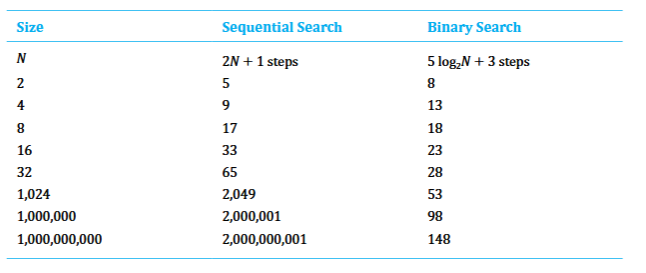 Size Sequential Search Binary Search
N 2N + 1 steps 5 log₂N + 3 steps
2 5 8
4 9 13
8 17 18
16 33 23
32 65 28
1,024 2,049 53
1,000,000 2,000,001 98
1,000,000,000 2,000,000,001 148